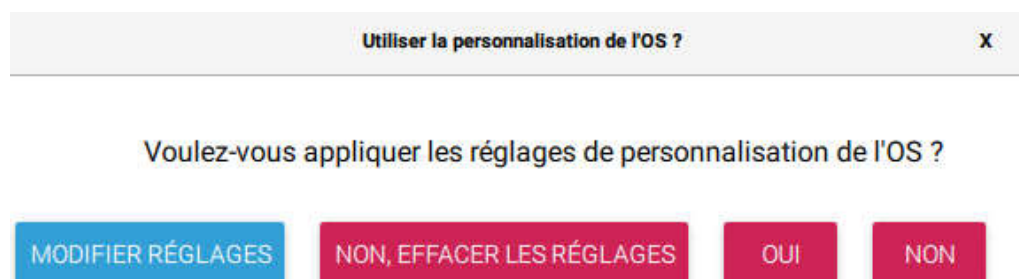 Utiliser la personnalisation de l'OS ? X
Voulez-vous appliquer les réglages de personnalisation de l'OS ?
MODIFIER RÉGLAGES NON, EFFACER LES RÉGLAGES OUI NON